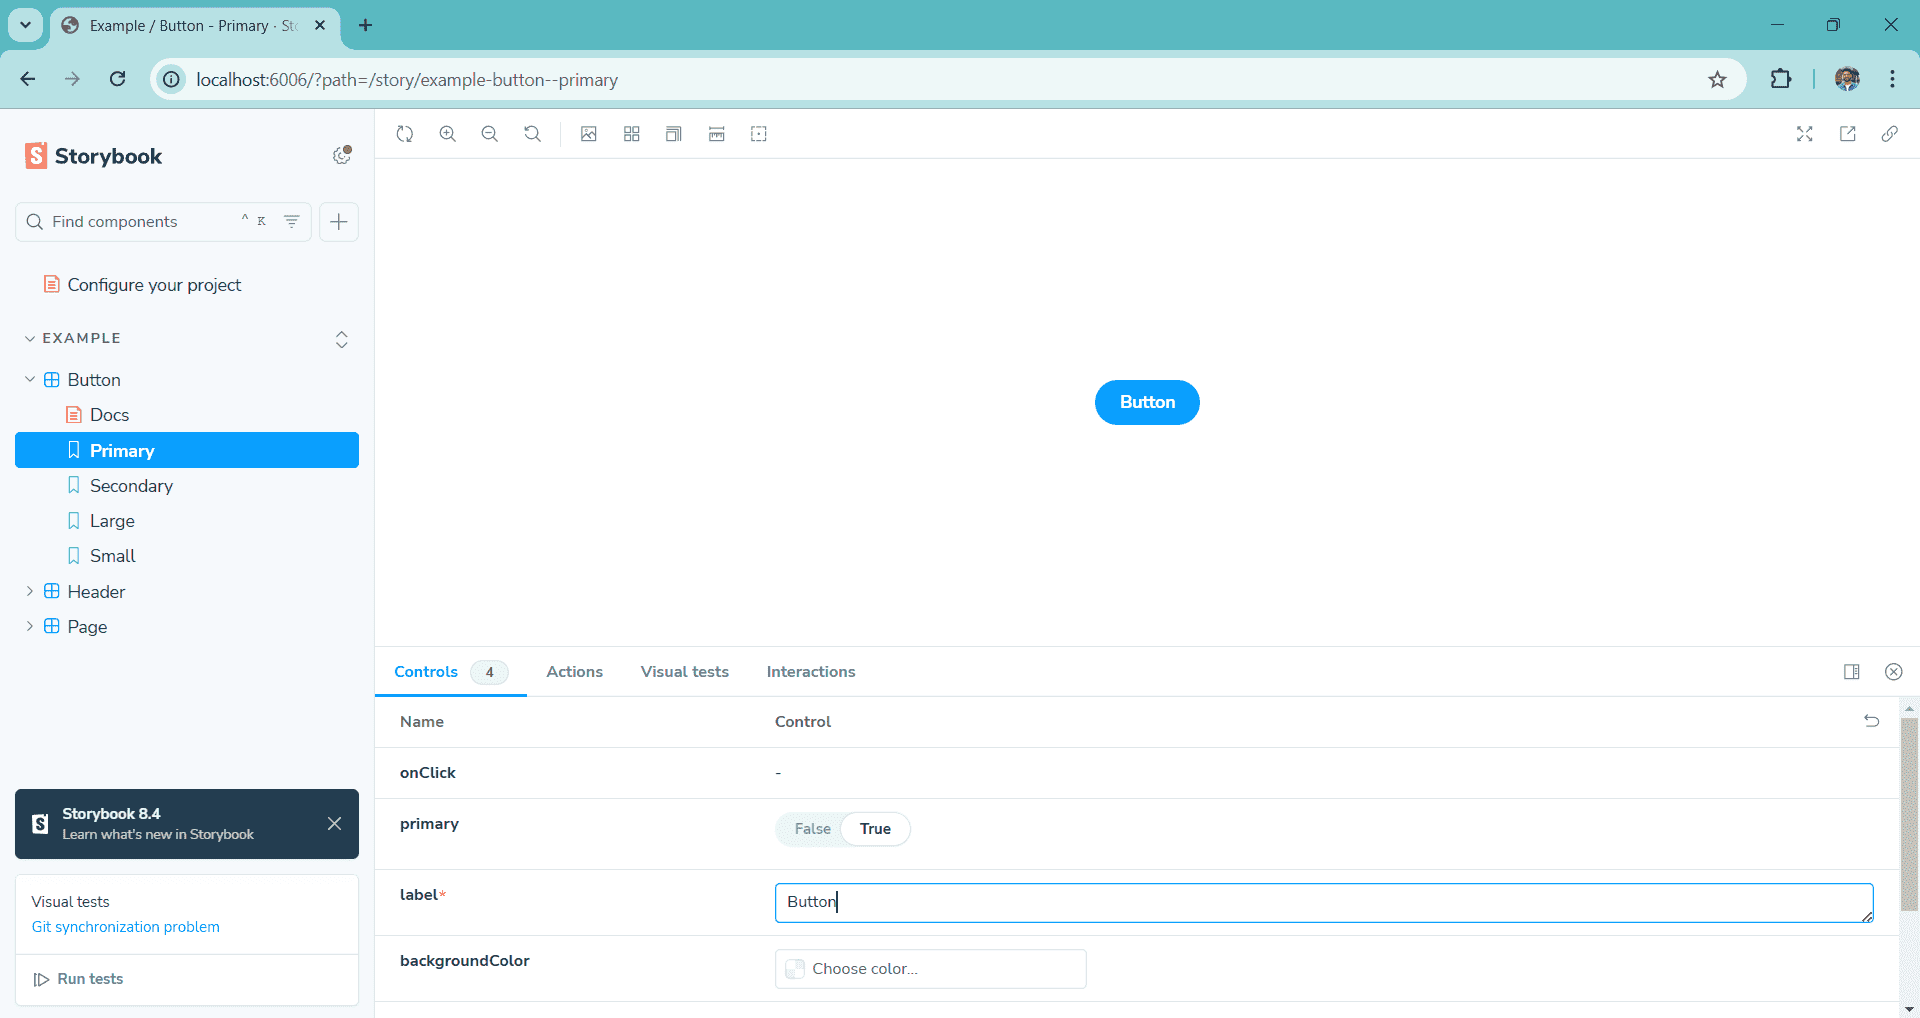 Example / Button - Primary · Sto
localhost:6006/?path=/story/example-button--primary
Storybook
Find components ^ K
Configure your project
EXAMPLE
Button
Docs
Primary
Secondary
Large
Small
Header
Page
Storybook 8.4
Learn what's new in Storybook
Visual tests
Git synchronization problem
Run tests
Button
Controls 4 Actions Visual tests Interactions
Name Control
onClick -
primary False True
label* Button
backgroundColor Choose color...